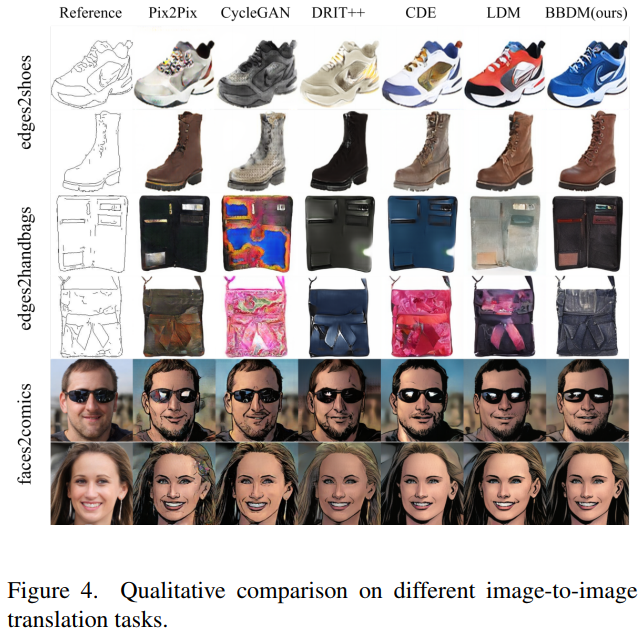 Reference Pix2Pix CycleGAN DRIT++ CDE LDM BBDM(ours)
edges2shoes
edges2handbags
faces2comics
Figure 4. Qualitative comparison on different image-to-image
translation tasks.